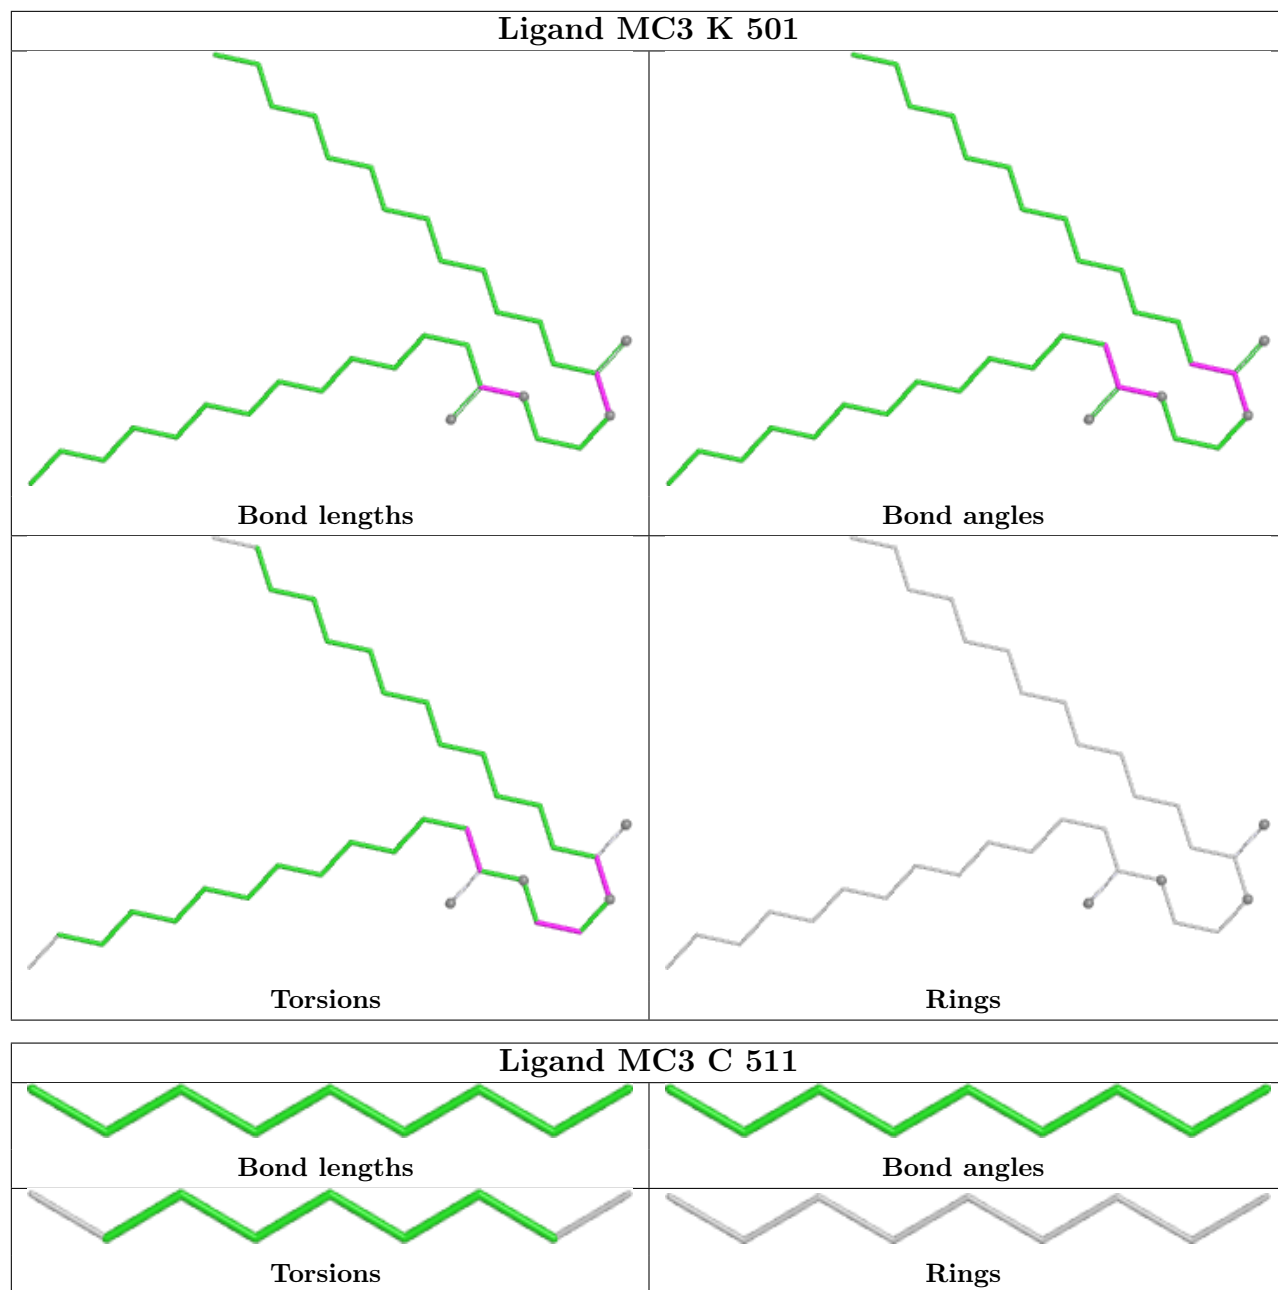 Ligand MC3 K 501
Bond lengths
Bond angles
Torsions
Rings
Ligand MC3 C 511
Bond lengths
Bond angles
Torsions
Rings